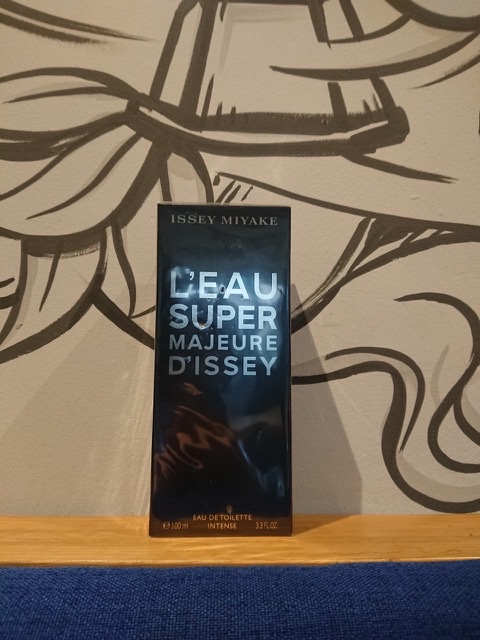 ISSEY MIYAKE
L'EAU
SUPER
MAJEURE
D'ISSEY
EAU DE TOILETTE
INTENSE
℮ 100 ml 3.3 FL.OZ.